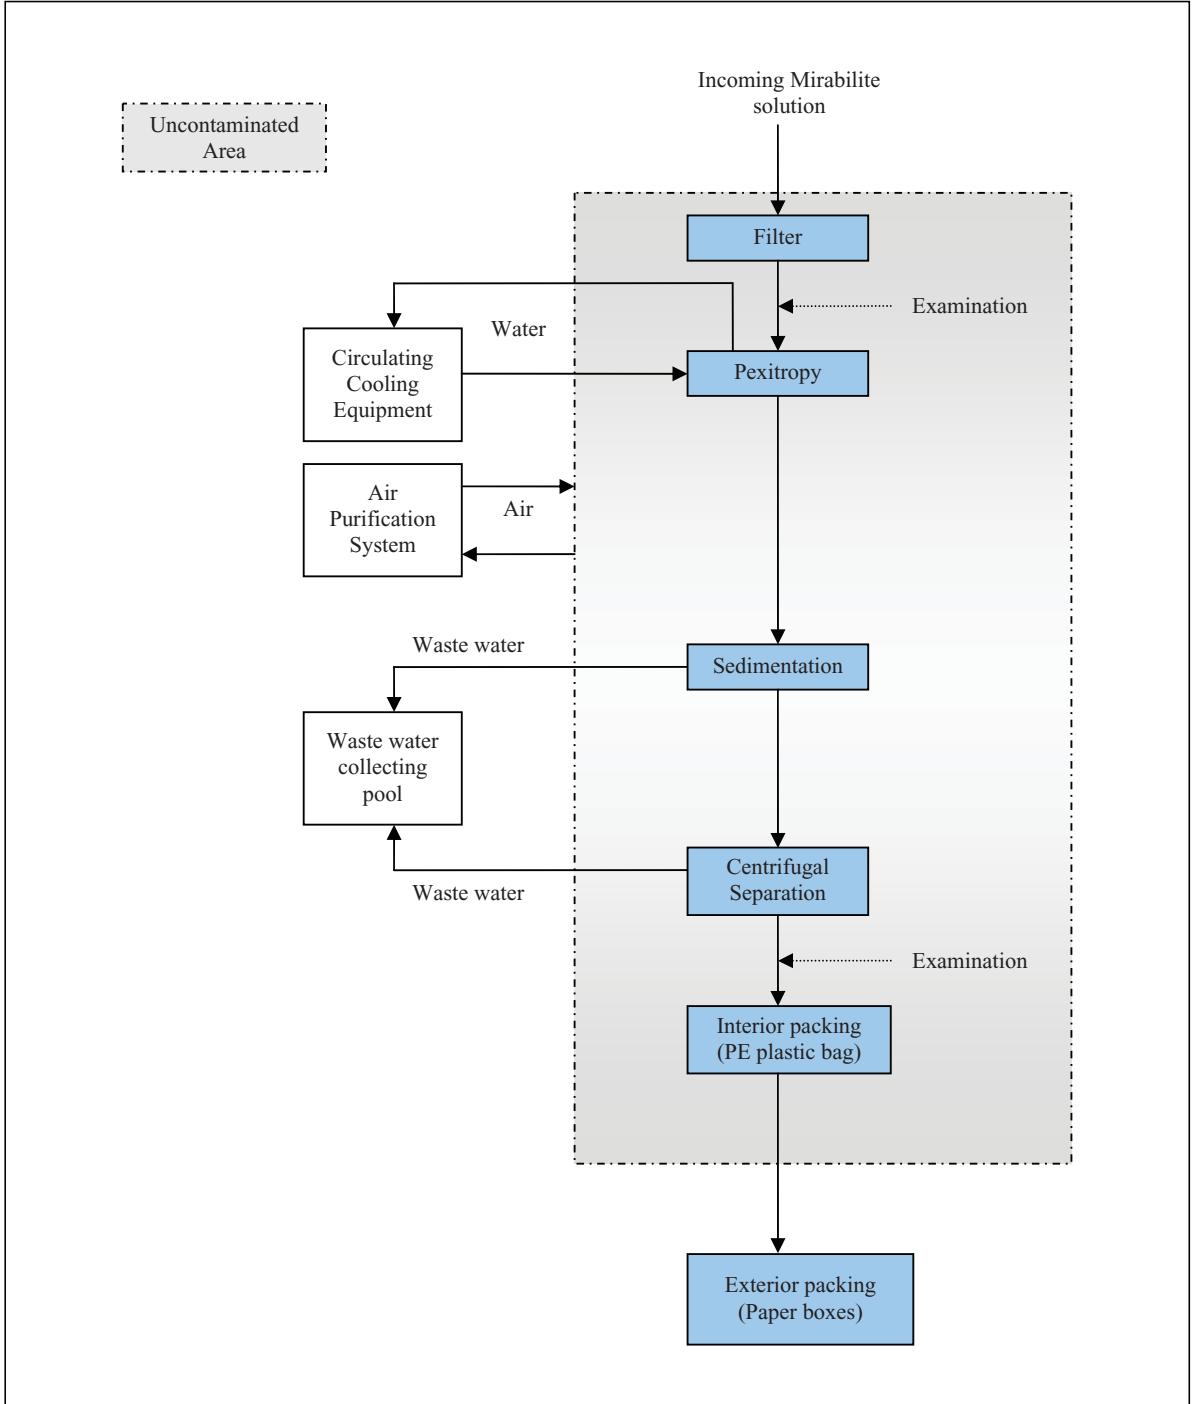 Incoming Mirabilite
solution
Uncontaminated
Area
Filter
Examination
Water
Circulating
Cooling
Equipment
Pexitropy
Air
Purification
System
Air
Waste water
Sedimentation
Waste water
collecting
pool
Centrifugal
Separation
Waste water
Examination
Interior packing
(PE plastic bag)
Exterior packing
(Paper boxes)